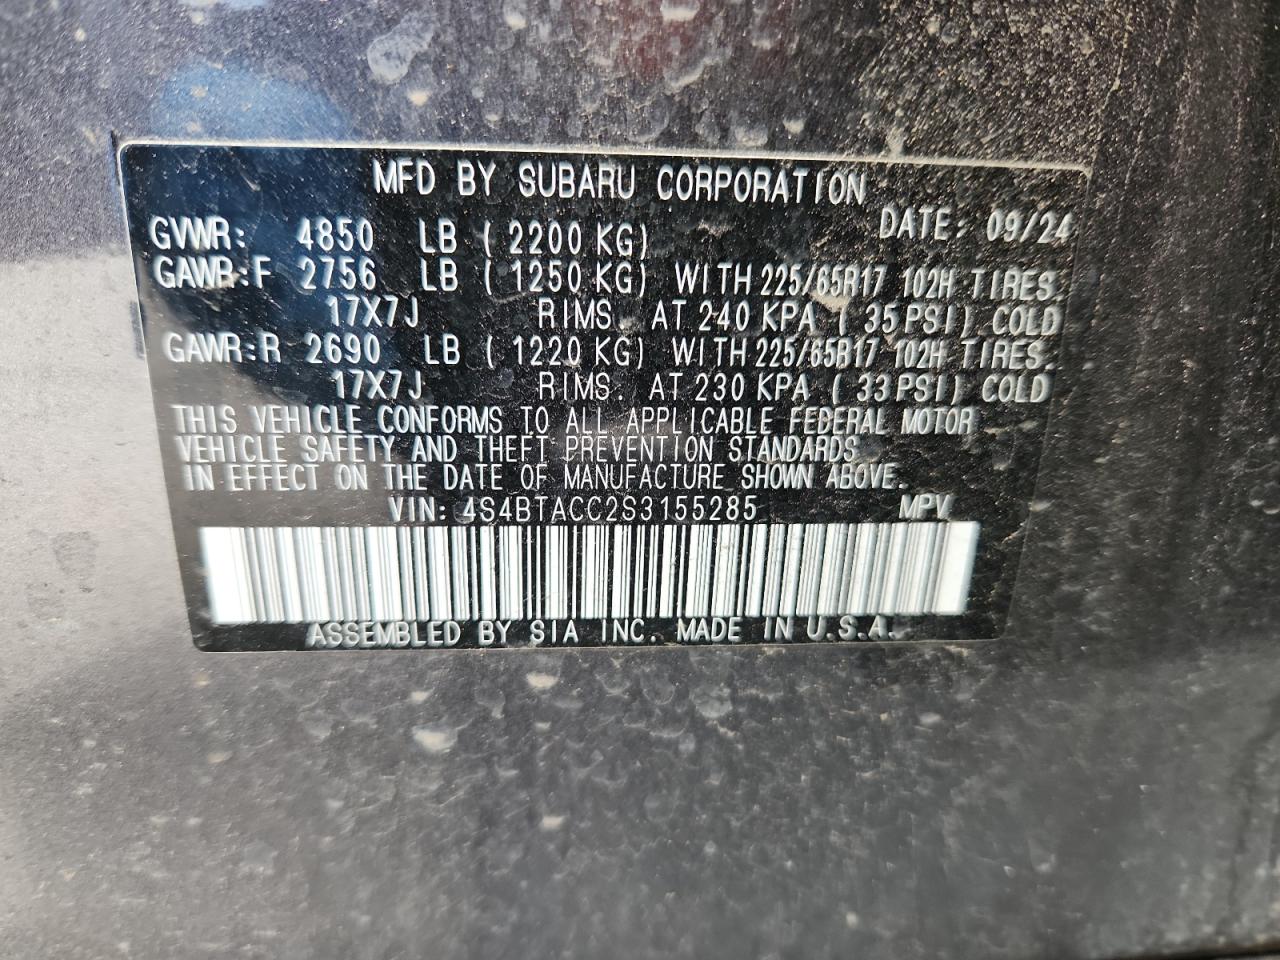 MFD BY SUBARU CORPORATION
DATE: 09/24
GVWR: 4850 LB (2200 KG)
GAWR:F 2756 LB (1250 KG) WITH 225/65R17 102H TIRES.
17X7J RIMS. AT 240 KPA (35 PSI) COLD
GAWR:R 2690 LB (1220 KG) WITH 225/65R17 102H TIRES.
17X7J RIMS. AT 230 KPA (33 PSI) COLD
THIS VEHICLE CONFORMS TO ALL APPLICABLE FEDERAL MOTOR
VEHICLE SAFETY AND THEFT PREVENTION STANDARDS
IN EFFECT ON THE DATE OF MANUFACTURE SHOWN ABOVE.
VIN: 4S4BTACC2S3155285 MPV
ASSEMBLED BY SIA INC. MADE IN U.S.A.